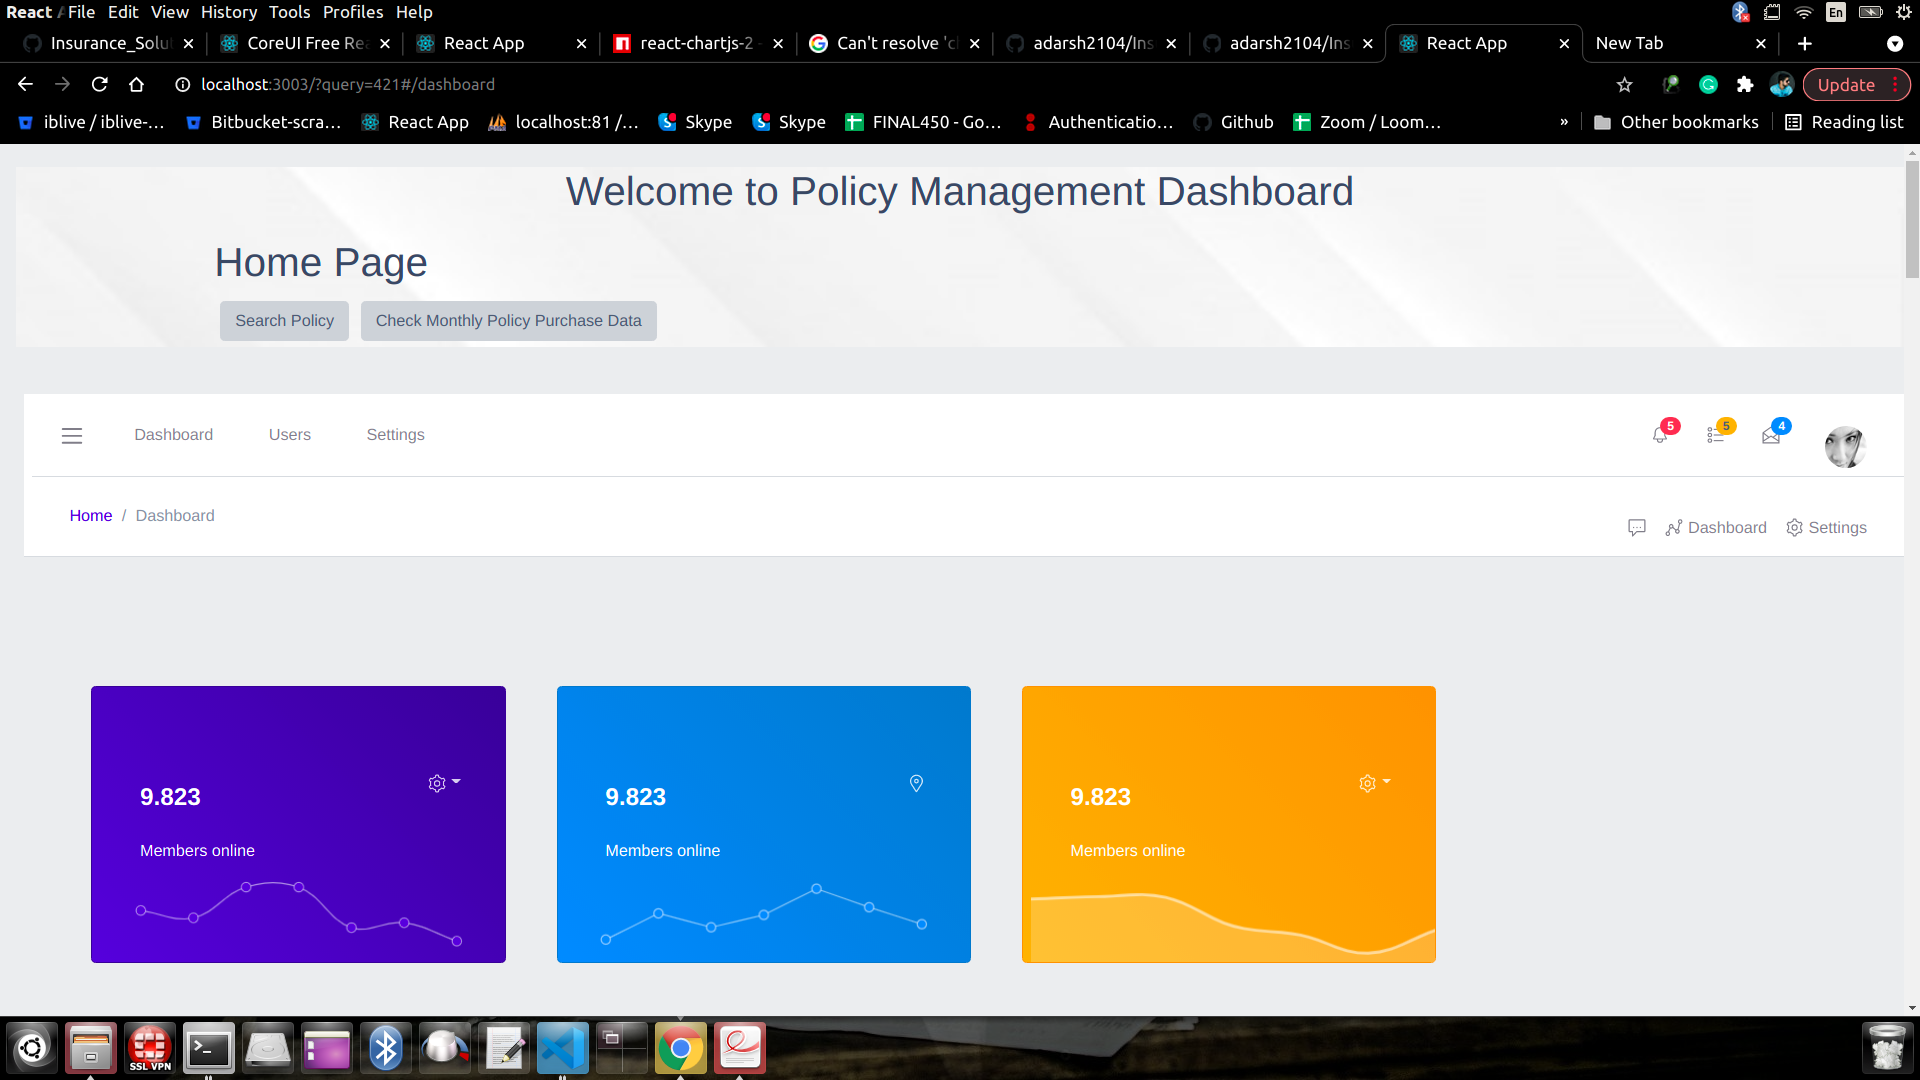 React A File Edit View History Tools Profiles Help En
Insurance_Solut CoreUI Free Rea React App react-chartjs-2 - Can't resolve 'ch adarsh2104/Ins adarsh2104/Ins React App New Tab
localhost:3003/?query=421#/dashboard Update
iblive / iblive-... Bitbucket-scra... React App localhost:81 /... Skype Skype FINAL450 - Go... Authenticatio... Github Zoom / Loom... » Other bookmarks Reading list
Welcome to Policy Management Dashboard
Home Page
Search Policy Check Monthly Policy Purchase Data
Dashboard Users Settings 5 5 4
Home / Dashboard
Dashboard Settings
9.823 9.823 9.823
Members online Members online Members online
SSL VPN